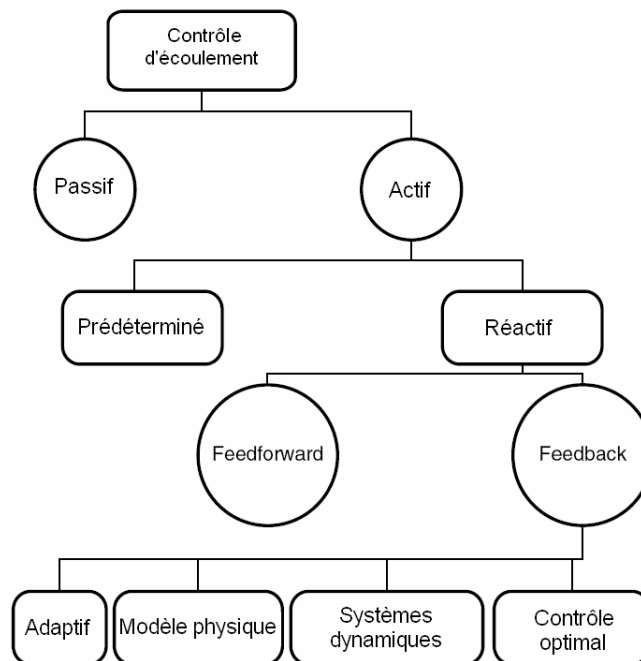 Contrôle
d'écoulement
Passif
Actif
Prédéterminé
Réactif
Feedforward
Feedback
Adaptif
Modèle physique
Systèmes
dynamiques
Contrôle
optimal